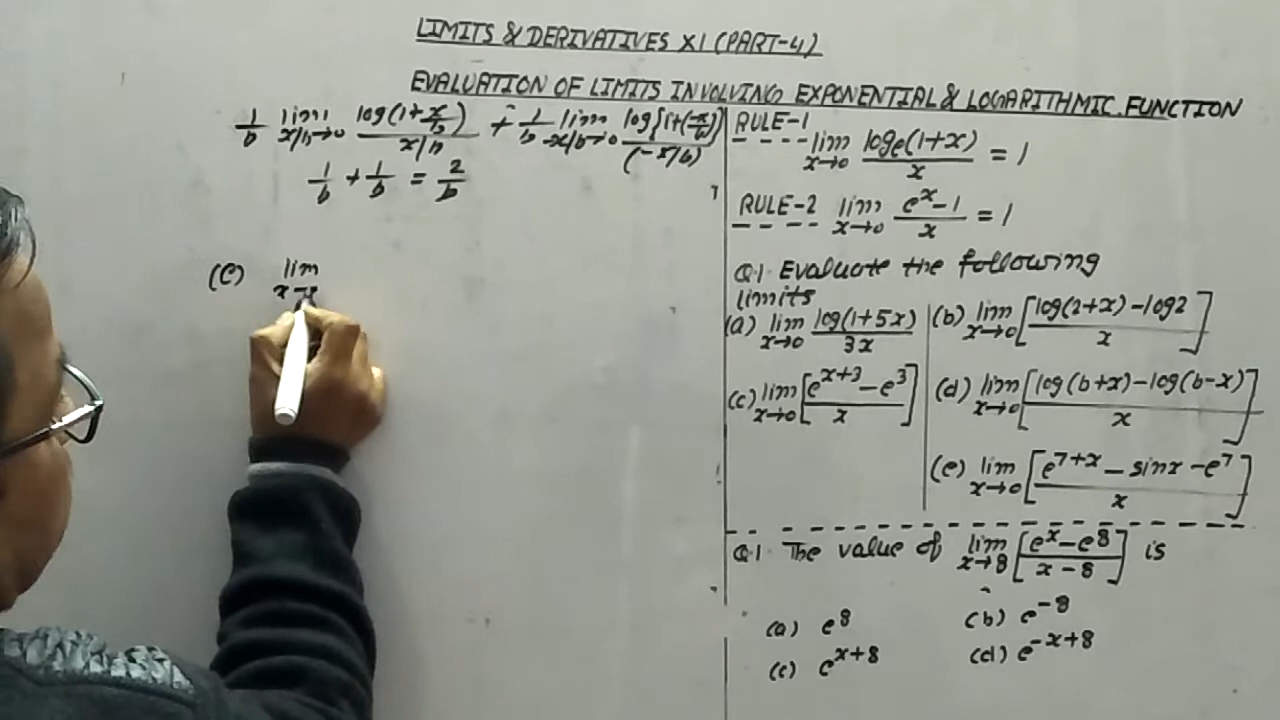 LIMITS & DERIVATIVES XI (PART-4)
EVALUATION OF LIMITS INVOLVING EXPONENTIAL & LOGARITHMIC FUNCTION
1/b lim x/b→0 log(1+x/b) / x/b + 1/b lim -x/b→0 log{1+(-x/b)} / (-x/b)
1/b + 1/b = 2/b
(e) lim
x→
RULE-1
lim x→0 loge(1+x) / x = 1
RULE-2 lim x→0 e^x-1 / x = 1
Q.1. Evaluate the following
limits
(a) lim x→0 log(1+5x) / 3x
(b) lim x→0 [log(2+x) - log2 / x]
(c) lim x→0 [e^x+3 - e^3 / x]
(d) lim x→0 [log(b+x) - log(b-x) / x]
(e) lim x→0 [e^7+x - sinx - e^7 / x]
Q.1. The value of lim x→8 [e^x - e^8 / x - 8] is
(a) e^8
(b) e^-8
(c) e^x+8
(d) e^-x+8